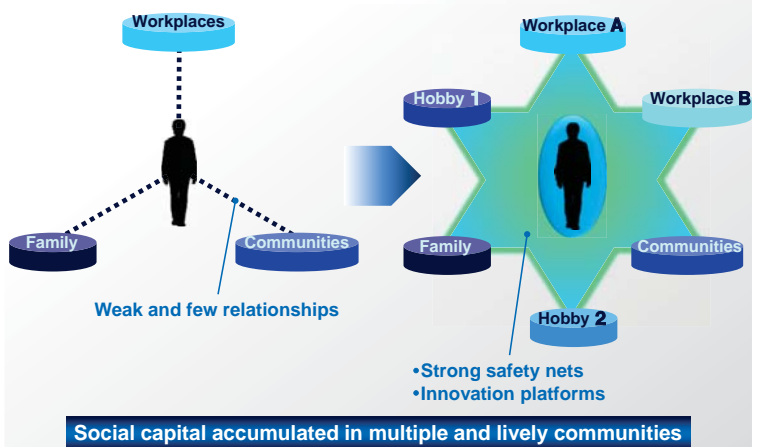 Workplaces
Family
Communities
Weak and few relationships
Workplace A
Hobby 1
Workplace B
Family
Communities
Hobby 2
•Strong safety nets
•Innovation platforms
Social capital accumulated in multiple and lively communities